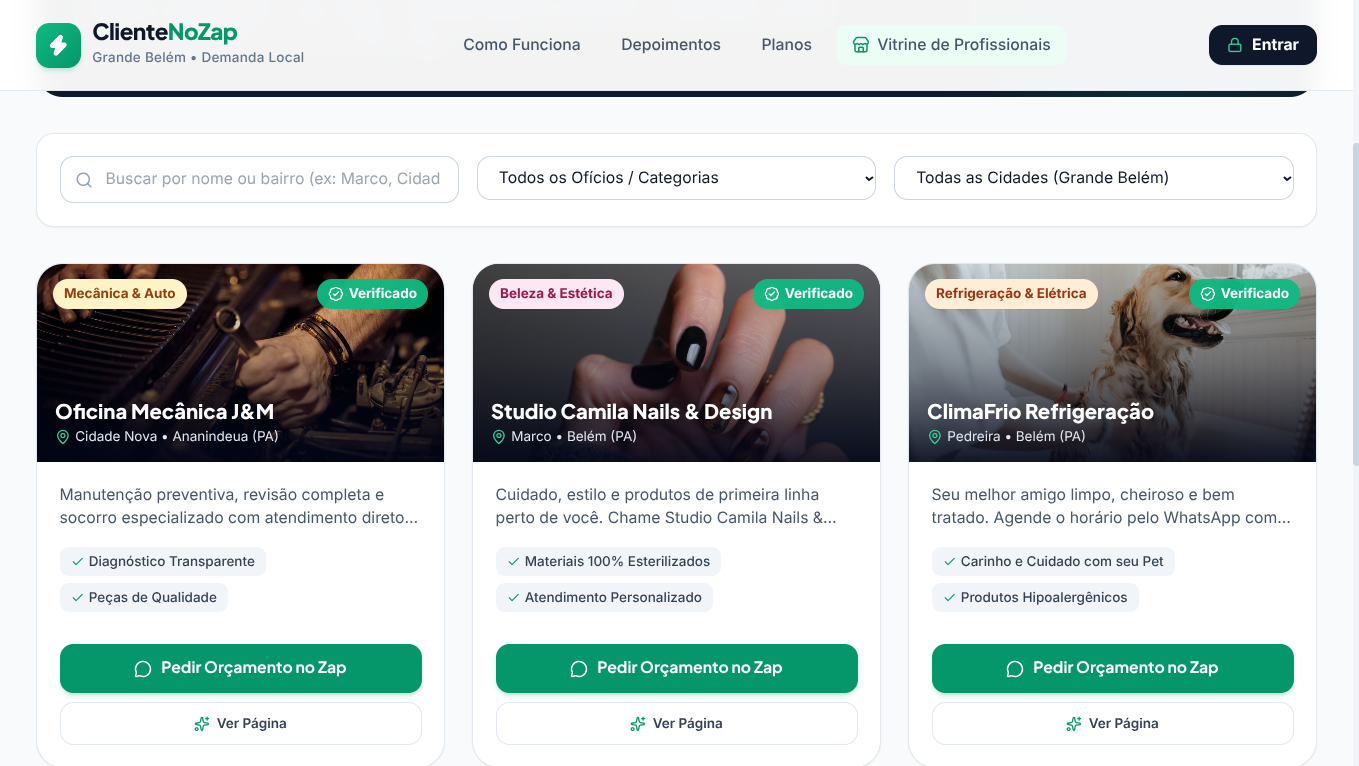 ClienteNoZap
Grande Belém • Demanda Local
Como Funciona
Depoimentos
Planos
Vitrine de Profissionais
Entrar
Buscar por nome ou bairro (ex: Marco, Cidad
Todos os Ofícios / Categorias
Todas as Cidades (Grande Belém)
Mecânica & Auto
Verificado
Oficina Mecânica J&M
Cidade Nova • Ananindeua (PA)
Manutenção preventiva, revisão completa e
socorro especializado com atendimento direto...
Diagnóstico Transparente
Peças de Qualidade
Pedir Orçamento no Zap
Ver Página
Beleza & Estética
Verificado
Studio Camila Nails & Design
Marco • Belém (PA)
Cuidado, estilo e produtos de primeira linha
perto de você. Chame Studio Camila Nails &...
Materiais 100% Esterilizados
Atendimento Personalizado
Pedir Orçamento no Zap
Ver Página
Refrigeração & Elétrica
Verificado
ClimaFrio Refrigeração
Pedreira • Belém (PA)
Seu melhor amigo limpo, cheiroso e bem
tratado. Agende o horário pelo WhatsApp com...
Carinho e Cuidado com seu Pet
Produtos Hipoalergênicos
Pedir Orçamento no Zap
Ver Página